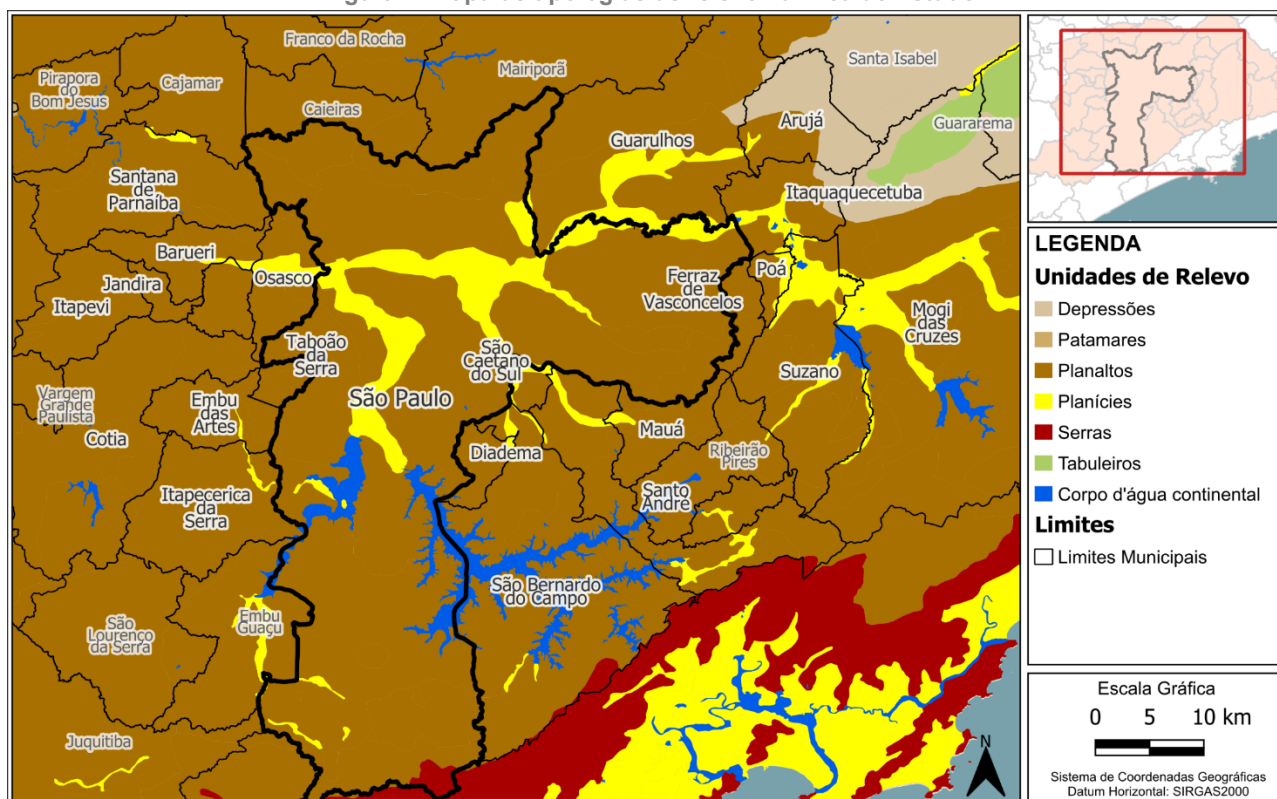 Franco da Rocha
Mairiporã
Santa Isabel
Pirapora
do
Bom Jesus
Cajamar
Caieiras
Guarulhos
Arujá
Guararema
Santana
de
Parnaíba
Itaquaquecetuba
Barueri
Osasco
Jandira
Itapevi
Ferraz
de
Vasconcelos
Poá
Mogi
das
Cruzes
Taboão
da
Serra
São
Caetano
do Sul
Suzano
Vargem
Grande
Paulista
Cotia
Embu
das
Artes
São Paulo
Diadema
Mauá
Ribeirão
Pires
Itapecerica
da
Serra
Santo
André
São Bernardo
do Campo
São
Lourenço
da Serra
Embu
Guaçu
Juquitiba
LEGENDA
Unidades de Relevo
Depressões
Patamares
Planaltos
Planícies
Serras
Tabuleiros
Corpo d'água continental
Limites
Limites Municipais
Escala Gráfica
0 5 10 km
N
Sistema de Coordenadas Geográficas
Datum Horizontal: SIRGAS2000